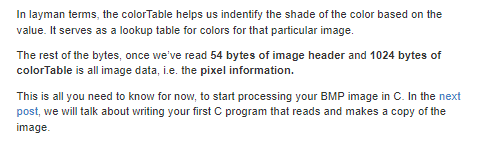 In layman terms, the colorTable helps us indentify the shade of the color based on the
value. It serves as a lookup table for colors for that particular image.
The rest of the bytes, once we've read 54 bytes of image header and 1024 bytes of
colorTable is all image data, i.e. the pixel information.
This is all you need to know for now, to start processing your BMP image in C. In the next
post, we will talk about writing your first C program that reads and makes a copy of the
image.